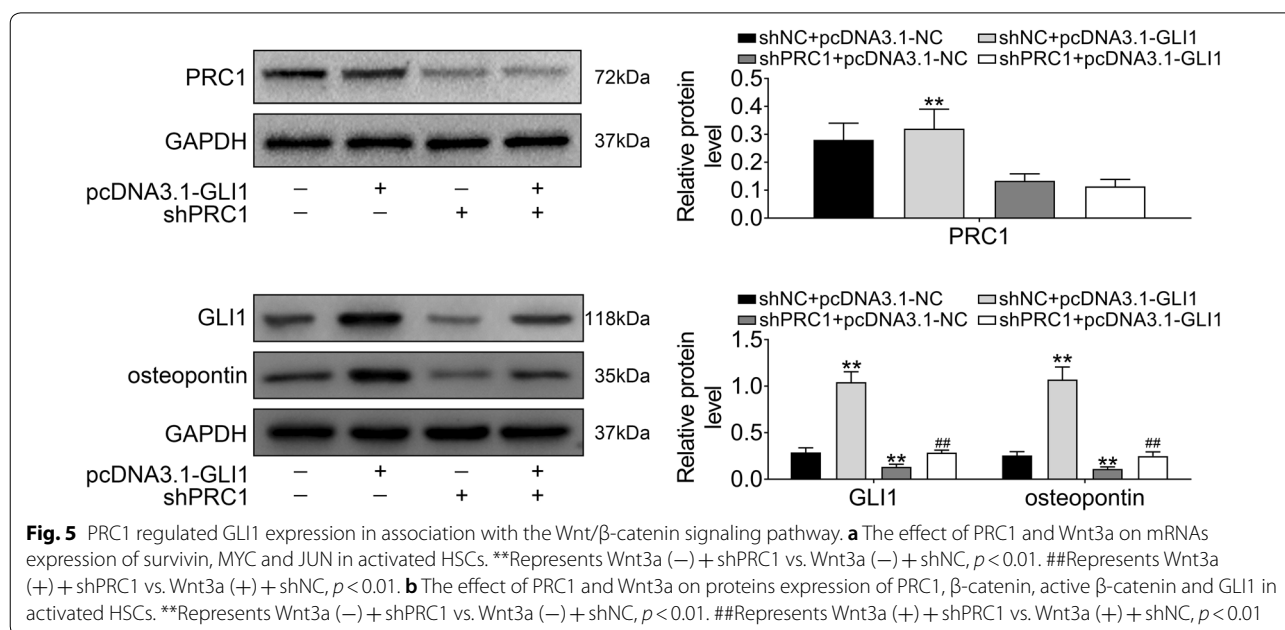 PRC1 72kDa
GAPDH 37kDa
pcDNA3.1-GLI1 − + − +
shPRC1 − − + +
shNC+pcDNA3.1-NC shNC+pcDNA3.1-GLI1
shPRC1+pcDNA3.1-NC shPRC1+pcDNA3.1-GLI1
Relative protein
level
0.5
0.4
0.3
0.2
0.1
0.0
**
PRC1
GLI1 118kDa
osteopontin 35kDa
GAPDH 37kDa
pcDNA3.1-GLI1 − + − +
shPRC1 − − + +
shNC+pcDNA3.1-NC shNC+pcDNA3.1-GLI1
shPRC1+pcDNA3.1-NC shPRC1+pcDNA3.1-GLI1
Relative protein
level
1.5
1.0
0.5
0.0
** ** ## ** ** ##
GLI1 osteopontin
Fig. 5 PRC1 regulated GLI1 expression in association with the Wnt/β-catenin signaling pathway. a The effect of PRC1 and Wnt3a on mRNAs
expression of survivin, MYC and JUN in activated HSCs. **Represents Wnt3a (−) + shPRC1 vs. Wnt3a (−) + shNC, p < 0.01. ##Represents Wnt3a
(+) + shPRC1 vs. Wnt3a (+) + shNC, p < 0.01. b The effect of PRC1 and Wnt3a on proteins expression of PRC1, β-catenin, active β-catenin and GLI1 in
activated HSCs. **Represents Wnt3a (−) + shPRC1 vs. Wnt3a (−) + shNC, p < 0.01. ##Represents Wnt3a (+) + shPRC1 vs. Wnt3a (+) + shNC, p < 0.01